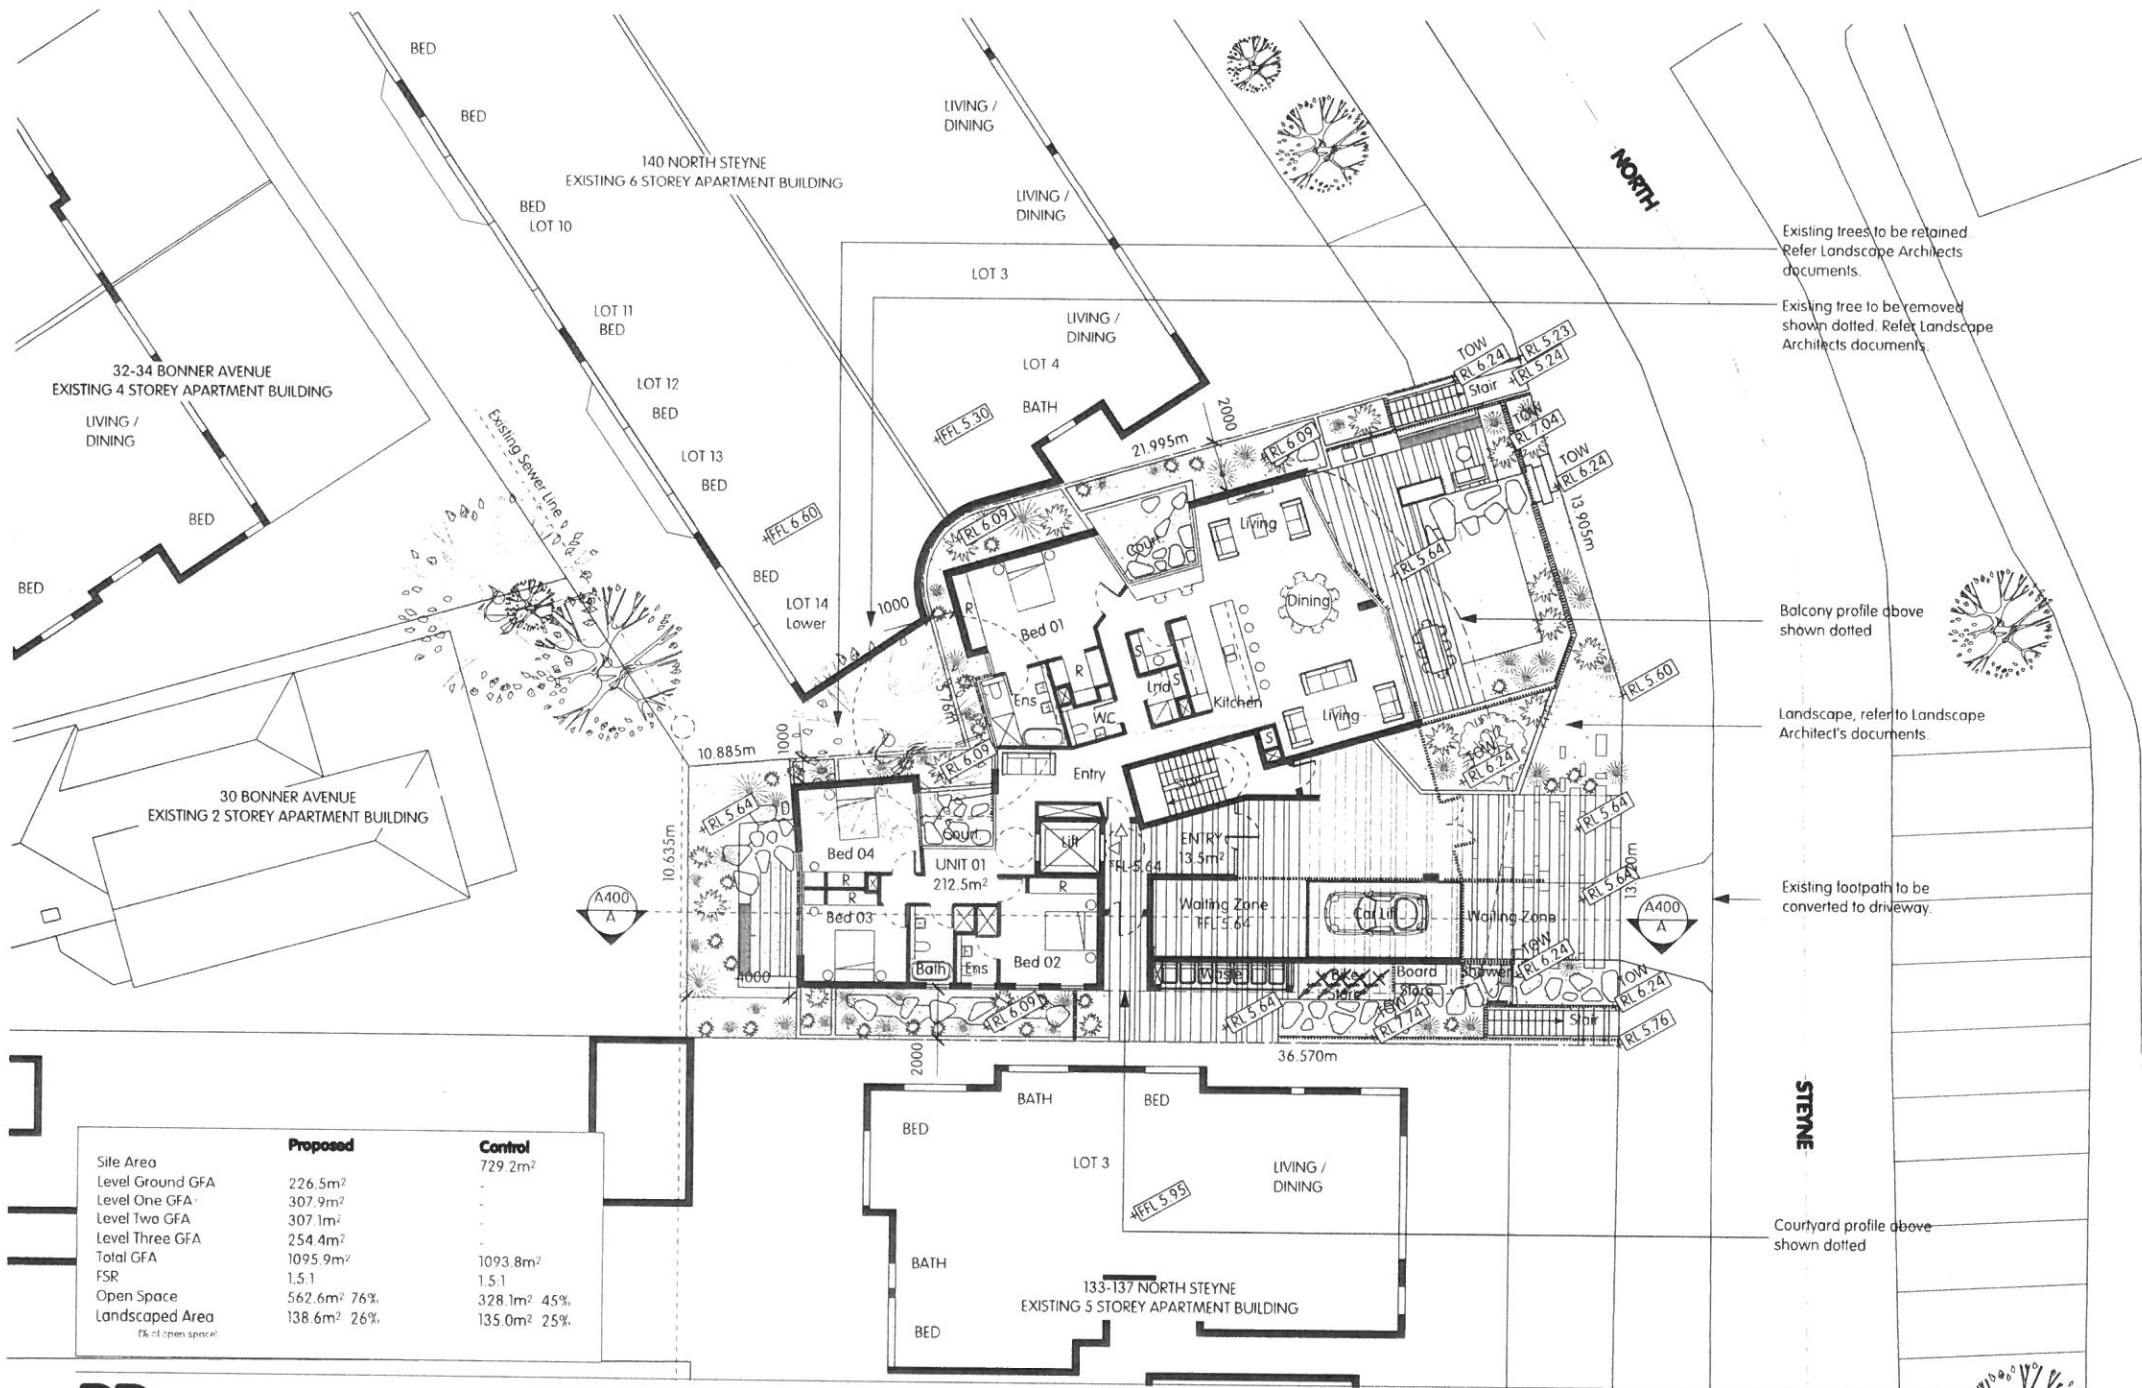 BED
BED
140 NORTH STEYNE
EXISTING 6 STOREY APARTMENT BUILDING
LIVING /
DINING
NORTH
BED
LOT 10
LIVING /
DINING
Existing trees to be retained
Refer Landscape Architects
documents.
LOT 3
Existing tree to be removed
shown dotted. Refer Landscape
Architects documents.
LOT 11
BED
LIVING /
DINING
32-34 BONNER AVENUE
EXISTING 4 STOREY APARTMENT BUILDING
LIVING /
DINING
LOT 12
BED
LOT 4
BATH
TOW
RL 6.24
RL 5.23
RL 5.24
Stair
Existing Sewer Line
FFL 5.30
2000
21.995m
RL 6.09
TOW
RL 7.04
TOW
RL 6.24
13.905m
LOT 13
BED
BED
FFL 6.60
RL 6.09
Court.
Living
RL 5.64
BED
BED
LOT 14
Lower
1000
R
Bed 01
Dining
Balcony profile above
shown dotted
S
R
Lnd
S
Ens
WC
Kitchen
Living
S
RL 5.60
Landscape, refer to Landscape
Architect's documents.
TOW
RL 6.24
10.885m
1000
RL 6.09
Entry
30 BONNER AVENUE
EXISTING 2 STOREY APARTMENT BUILDING
RL 5.64
10.635m
Court.
Bed 04
UNIT 01
212.5m²
Lift
FFL 5.64
ENTRY
13.5m²
RL 5.64
RL 5.64
R
R
R
Bed 03
Bath
Ens
Bed 02
4000
A400
A
Waiting Zone
FFL 5.64
Car Lift
Waiting Zone
A400
A
Existing footpath to be
converted to driveway.
Waste
Bike
Store
Board
Store
Shower
TOW
RL 6.24
TOW
RL 6.24
RL 6.09
RL 5.64
TOW
RL 7.74
Stair
RL 5.76
2000
36.570m
STEYNE
BATH
BED
BED
LOT 3
LIVING /
DINING
FFL 5.95
BATH
133-137 NORTH STEYNE
EXISTING 5 STOREY APARTMENT BUILDING
BED
Courtyard profile above
shown dotted
Proposed Control
Site Area 729.2m²
Level Ground GFA 226.5m² -
Level One GFA 307.9m² -
Level Two GFA 307.1m² -
Level Three GFA 254.4m² -
Total GFA 1095.9m² 1093.8m²
FSR 1.5:1 1.5:1
Open Space 562.6m² 76% 328.1m² 45%
Landscaped Area 138.6m² 26% 135.0m² 25%
(% of open space)